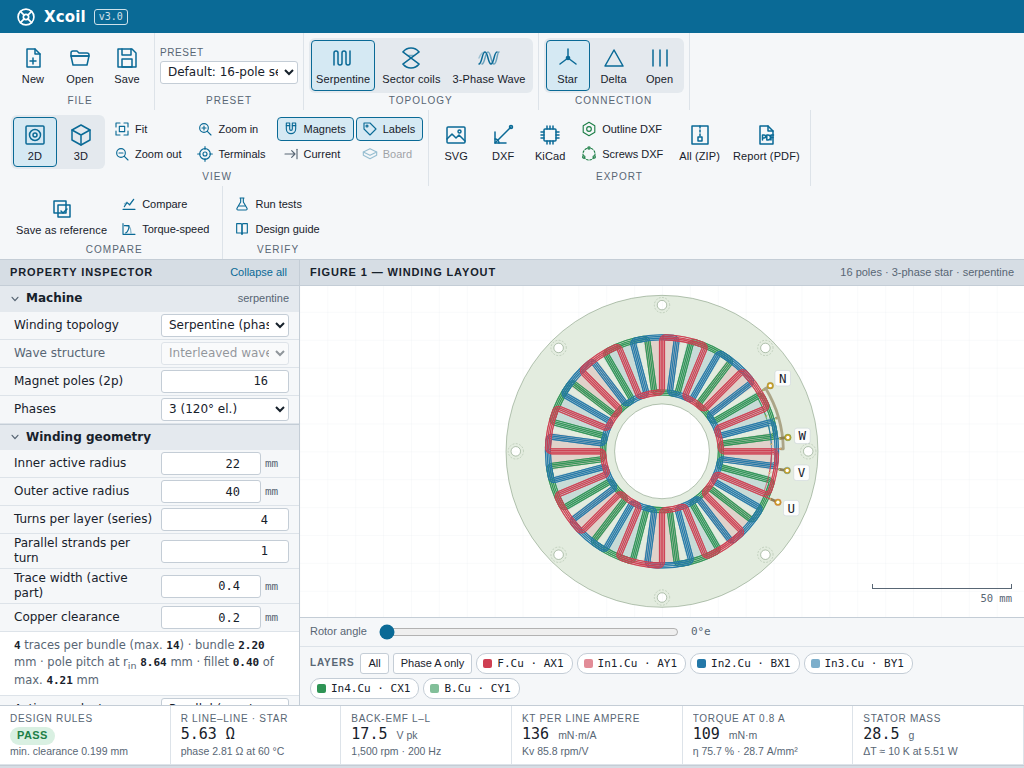 Xcoil v3.0
New Open Save
FILE
PRESET
Default: 16-pole se
PRESET
Serpentine Sector coils 3-Phase Wave
TOPOLOGY
Star Delta Open
CONNECTION
2D 3D
Fit Zoom in Magnets Labels
Zoom out Terminals Current Board
VIEW
SVG DXF KiCad
Outline DXF
Screws DXF
All (ZIP) Report (PDF)
EXPORT
Save as reference
Compare
Torque-speed
COMPARE
Run tests
Design guide
VERIFY
PROPERTY INSPECTOR Collapse all
Machine serpentine
Winding topology Serpentine (phas
Wave structure Interleaved wave
Magnet poles (2p) 16
Phases 3 (120° el.)
Winding geometry
Inner active radius 22 mm
Outer active radius 40 mm
Turns per layer (series) 4
Parallel strands per turn 1
Trace width (active part) 0.4 mm
Copper clearance 0.2 mm
4 traces per bundle (max. 14) · bundle 2.20
mm · pole pitch at rin 8.64 mm · fillet 0.40 of
max. 4.21 mm
FIGURE 1 — WINDING LAYOUT 16 poles · 3-phase star · serpentine
N
W
V
U
50 mm
Rotor angle 0°e
LAYERS All Phase A only F.Cu · AX1 In1.Cu · AY1 In2.Cu · BX1 In3.Cu · BY1
In4.Cu · CX1 B.Cu · CY1
DESIGN RULES
PASS
min. clearance 0.199 mm
R LINE–LINE · STAR
5.63 Ω
phase 2.81 Ω at 60 °C
BACK-EMF L–L
17.5 V pk
1,500 rpm · 200 Hz
KT PER LINE AMPERE
136 mN·m/A
Kv 85.8 rpm/V
TORQUE AT 0.8 A
109 mN·m
η 75.7 % · 28.7 A/mm²
STATOR MASS
28.5 g
ΔT ≈ 10 K at 5.51 W